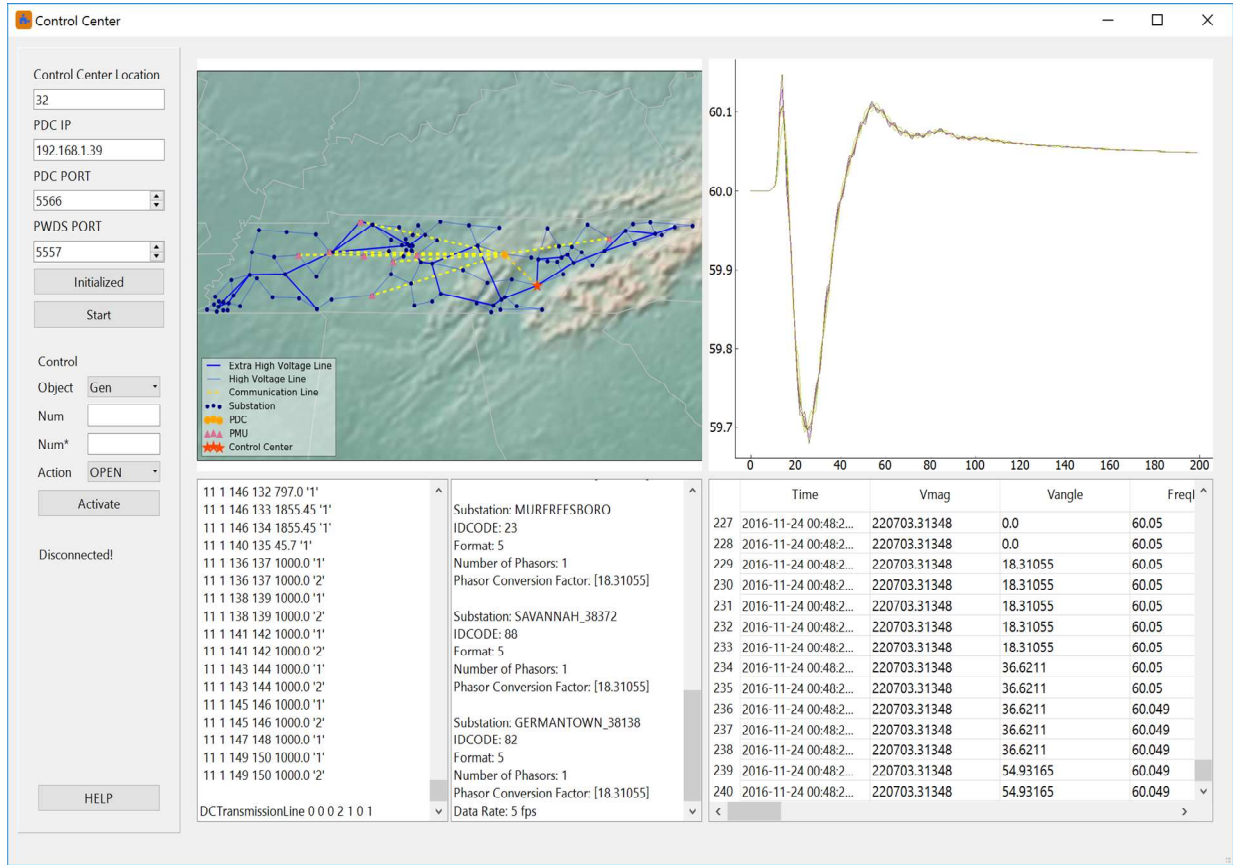 Control Center
Control Center Location
32
PDC IP
192.168.1.39
PDC PORT
5566
PWDS PORT
5557
Initialized
Start
Control
Object Gen
Num
Num*
Action OPEN
Activate
Disconnected!
HELP
Extra High Voltage Line
High Voltage Line
Communication Line
Substation
PDC
PMU
Control Center
60.1
60.0
59.9
59.8
59.7
0 20 40 60 80 100 120 140 160 180 200
11 1 146 132 797.0 '1'
11 1 146 133 1855.45 '1'
11 1 146 134 1855.45 '1'
11 1 140 135 45.7 '1'
11 1 136 137 1000.0 '1'
11 1 136 137 1000.0 '2'
11 1 138 139 1000.0 '1'
11 1 138 139 1000.0 '2'
11 1 141 142 1000.0 '1'
11 1 141 142 1000.0 '2'
11 1 143 144 1000.0 '1'
11 1 143 144 1000.0 '2'
11 1 145 146 1000.0 '1'
11 1 145 146 1000.0 '2'
11 1 147 148 1000.0 '1'
11 1 149 150 1000.0 '1'
11 1 149 150 1000.0 '2'
DCTransmissionLine 0 0 0 2 1 0 1
Substation: MURFREESBORO
IDCODE: 23
Format: 5
Number of Phasors: 1
Phasor Conversion Factor: [18.31055]
Substation: SAVANNAH_38372
IDCODE: 88
Format: 5
Number of Phasors: 1
Phasor Conversion Factor: [18.31055]
Substation: GERMANTOWN_38138
IDCODE: 82
Format: 5
Number of Phasors: 1
Phasor Conversion Factor: [18.31055]
Data Rate: 5 fps
Time Vmag Vangle Freql
227 2016-11-24 00:48:2... 220703.31348 0.0 60.05
228 2016-11-24 00:48:2... 220703.31348 0.0 60.05
229 2016-11-24 00:48:2... 220703.31348 18.31055 60.05
230 2016-11-24 00:48:2... 220703.31348 18.31055 60.05
231 2016-11-24 00:48:2... 220703.31348 18.31055 60.05
232 2016-11-24 00:48:2... 220703.31348 18.31055 60.05
233 2016-11-24 00:48:2... 220703.31348 18.31055 60.05
234 2016-11-24 00:48:2... 220703.31348 36.6211 60.05
235 2016-11-24 00:48:2... 220703.31348 36.6211 60.05
236 2016-11-24 00:48:2... 220703.31348 36.6211 60.049
237 2016-11-24 00:48:2... 220703.31348 36.6211 60.049
238 2016-11-24 00:48:2... 220703.31348 36.6211 60.049
239 2016-11-24 00:48:2... 220703.31348 54.93165 60.049
240 2016-11-24 00:48:2... 220703.31348 54.93165 60.049